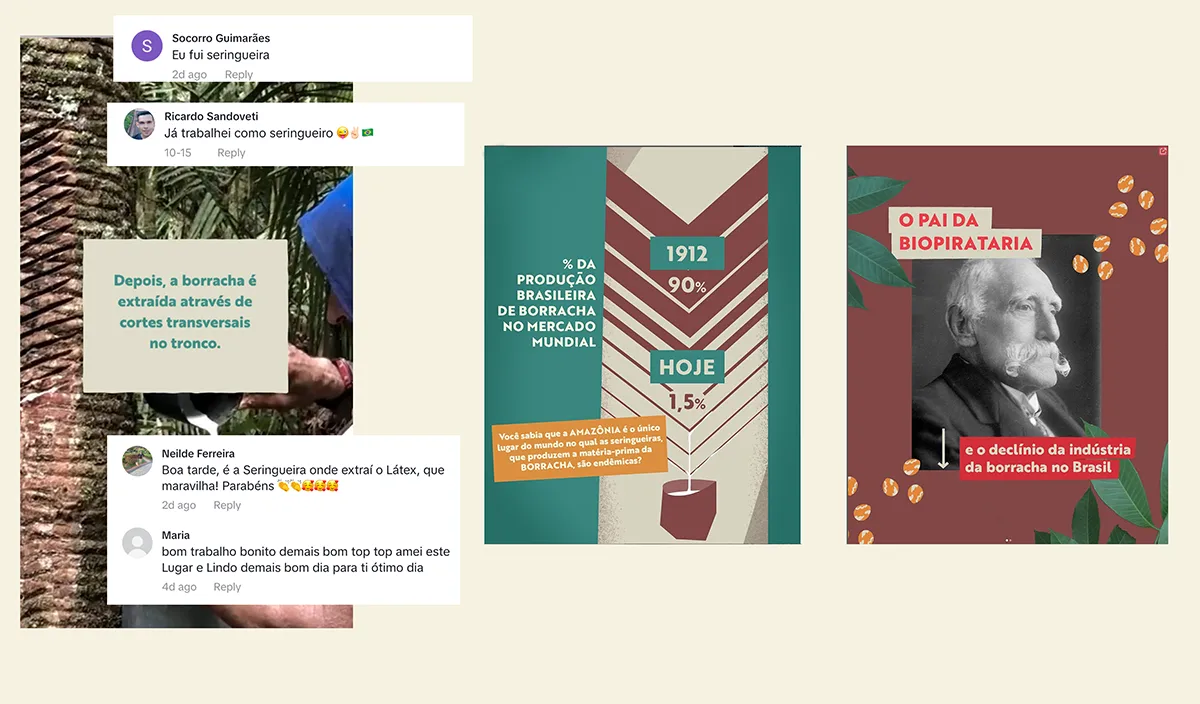 S
Socorro Guimarães
Eu fui seringueira
2d ago Reply
Ricardo Sandoveti
Já trabalhei como seringueiro 😜✌🏻🇧🇷
10-15 Reply
Depois, a borracha é
extraída através de
cortes transversais
no tronco.
Neilde Ferreira
Boa tarde, é a Seringueira onde extraí o Látex, que
maravilha! Parabéns 👏👏🥰🥰🥰
2d ago Reply
Maria
bom trabalho bonito demais bom top top amei este
Lugar e Lindo demais bom dia para ti ótimo dia
4d ago Reply
% DA
PRODUÇÃO
BRASILEIRA
DE BORRACHA
NO MERCADO
MUNDIAL
1912
90%
HOJE
1,5%
Você sabia que a AMAZÔNIA é o único
lugar do mundo no qual as seringueiras,
que produzem a matéria-prima da
BORRACHA, são endêmicas?
O PAI DA
BIOPIRATARIA
e o declínio da indústria
da borracha no Brasil